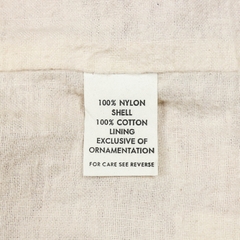 100% NYLON
SHELL
100% COTTON
LINING
EXCLUSIVE OF
ORNAMENTATION
FOR CARE SEE REVERSE